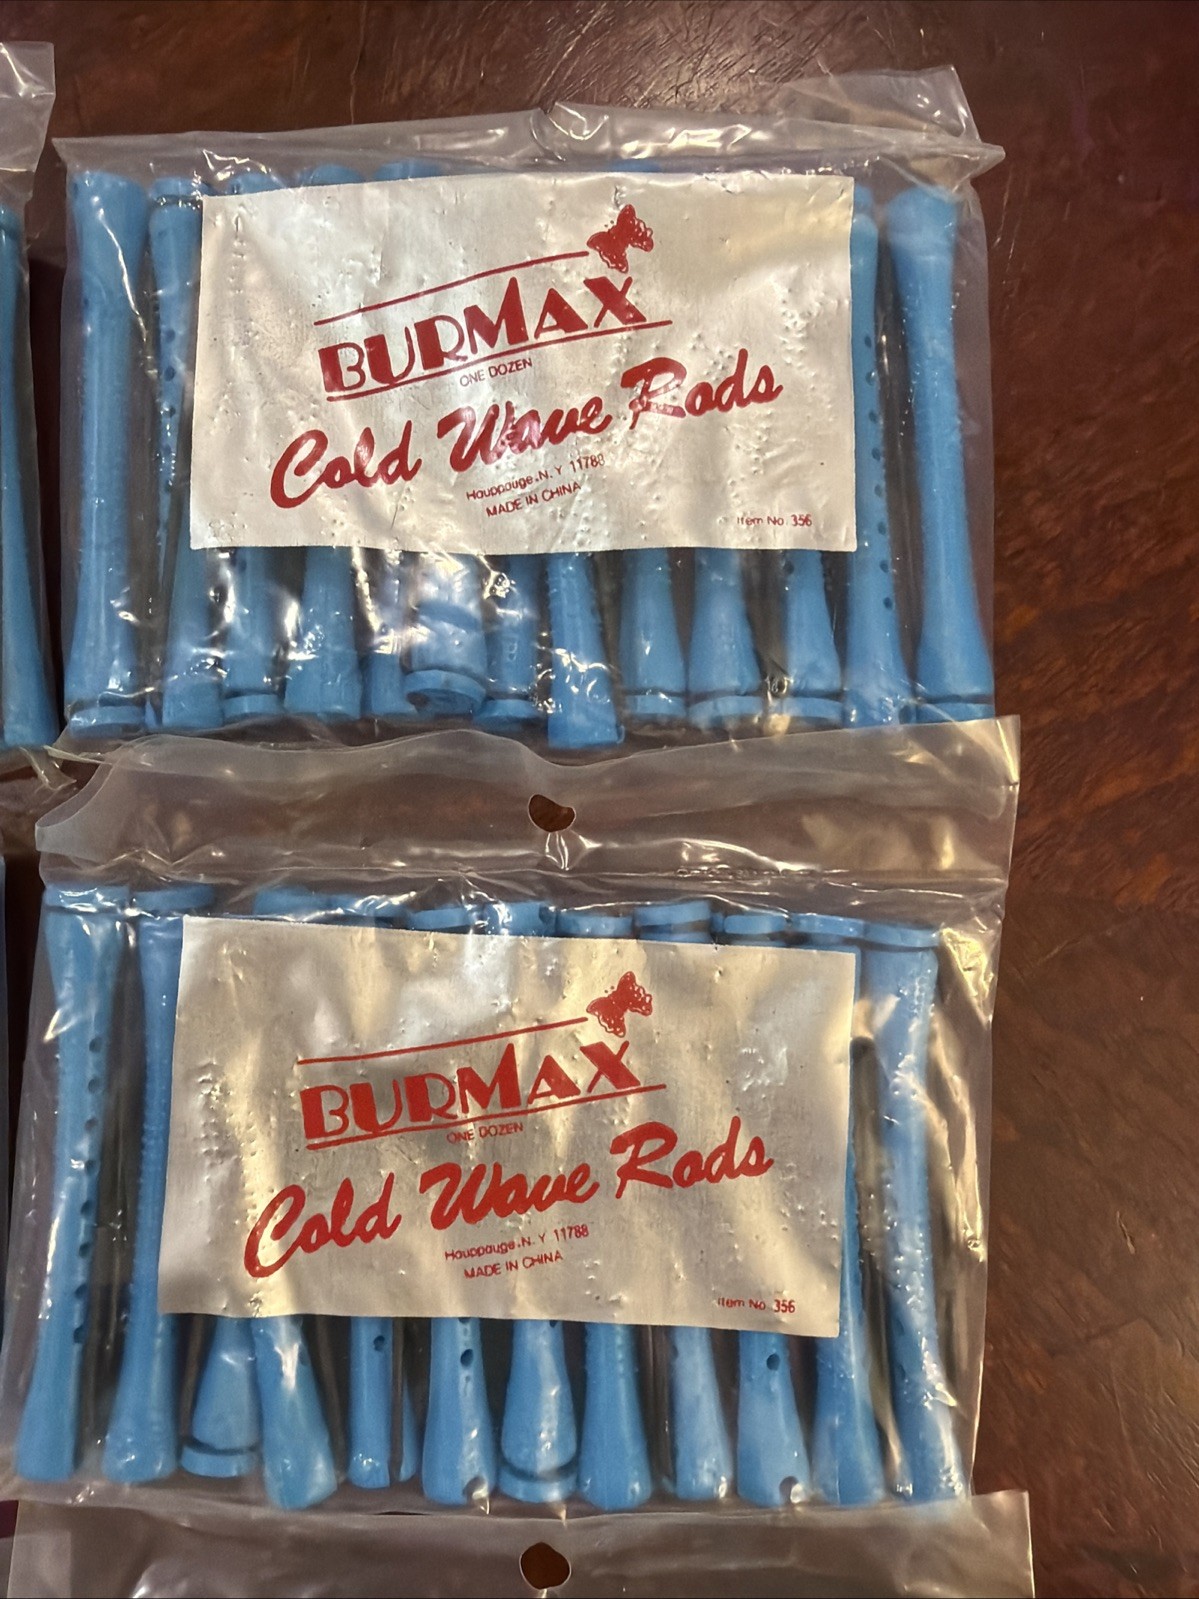 BURMAX
ONE DOZEN
Cold Wave Rods
Hauppauge, N.Y 11788
MADE IN CHINA
Item No. 356
BURMAX
ONE DOZEN
Cold Wave Rods
Hauppauge, N.Y 11788
MADE IN CHINA
Item No. 356